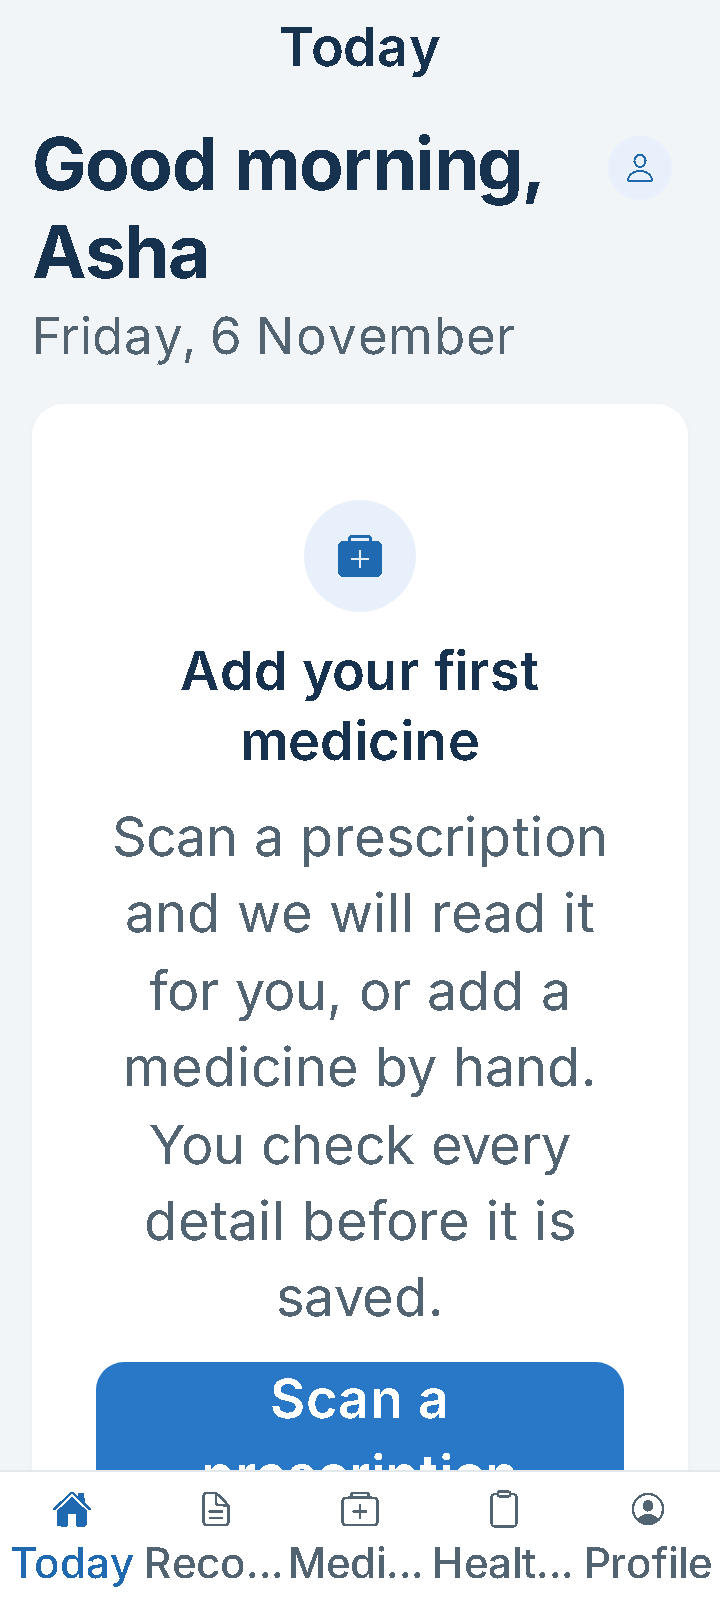 Today
Good morning,
Asha
Friday, 6 November
Add your first
medicine
Scan a prescription
and we will read it
for you, or add a
medicine by hand.
You check every
detail before it is
saved.
Scan a
prescription
Today Reco... Medi... Healt... Profile